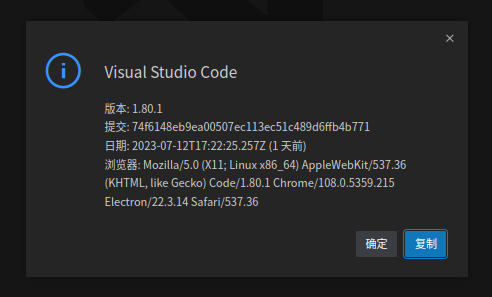 Visual Studio Code
版本: 1.80.1
提交: 74f6148eb9ea00507ec113ec51c489d6ffb4b771
日期: 2023-07-12T17:22:25.257Z (1 天前)
浏览器: Mozilla/5.0 (X11; Linux x86_64) AppleWebKit/537.36
(KHTML, like Gecko) Code/1.80.1 Chrome/108.0.5359.215
Electron/22.3.14 Safari/537.36
确定 复制